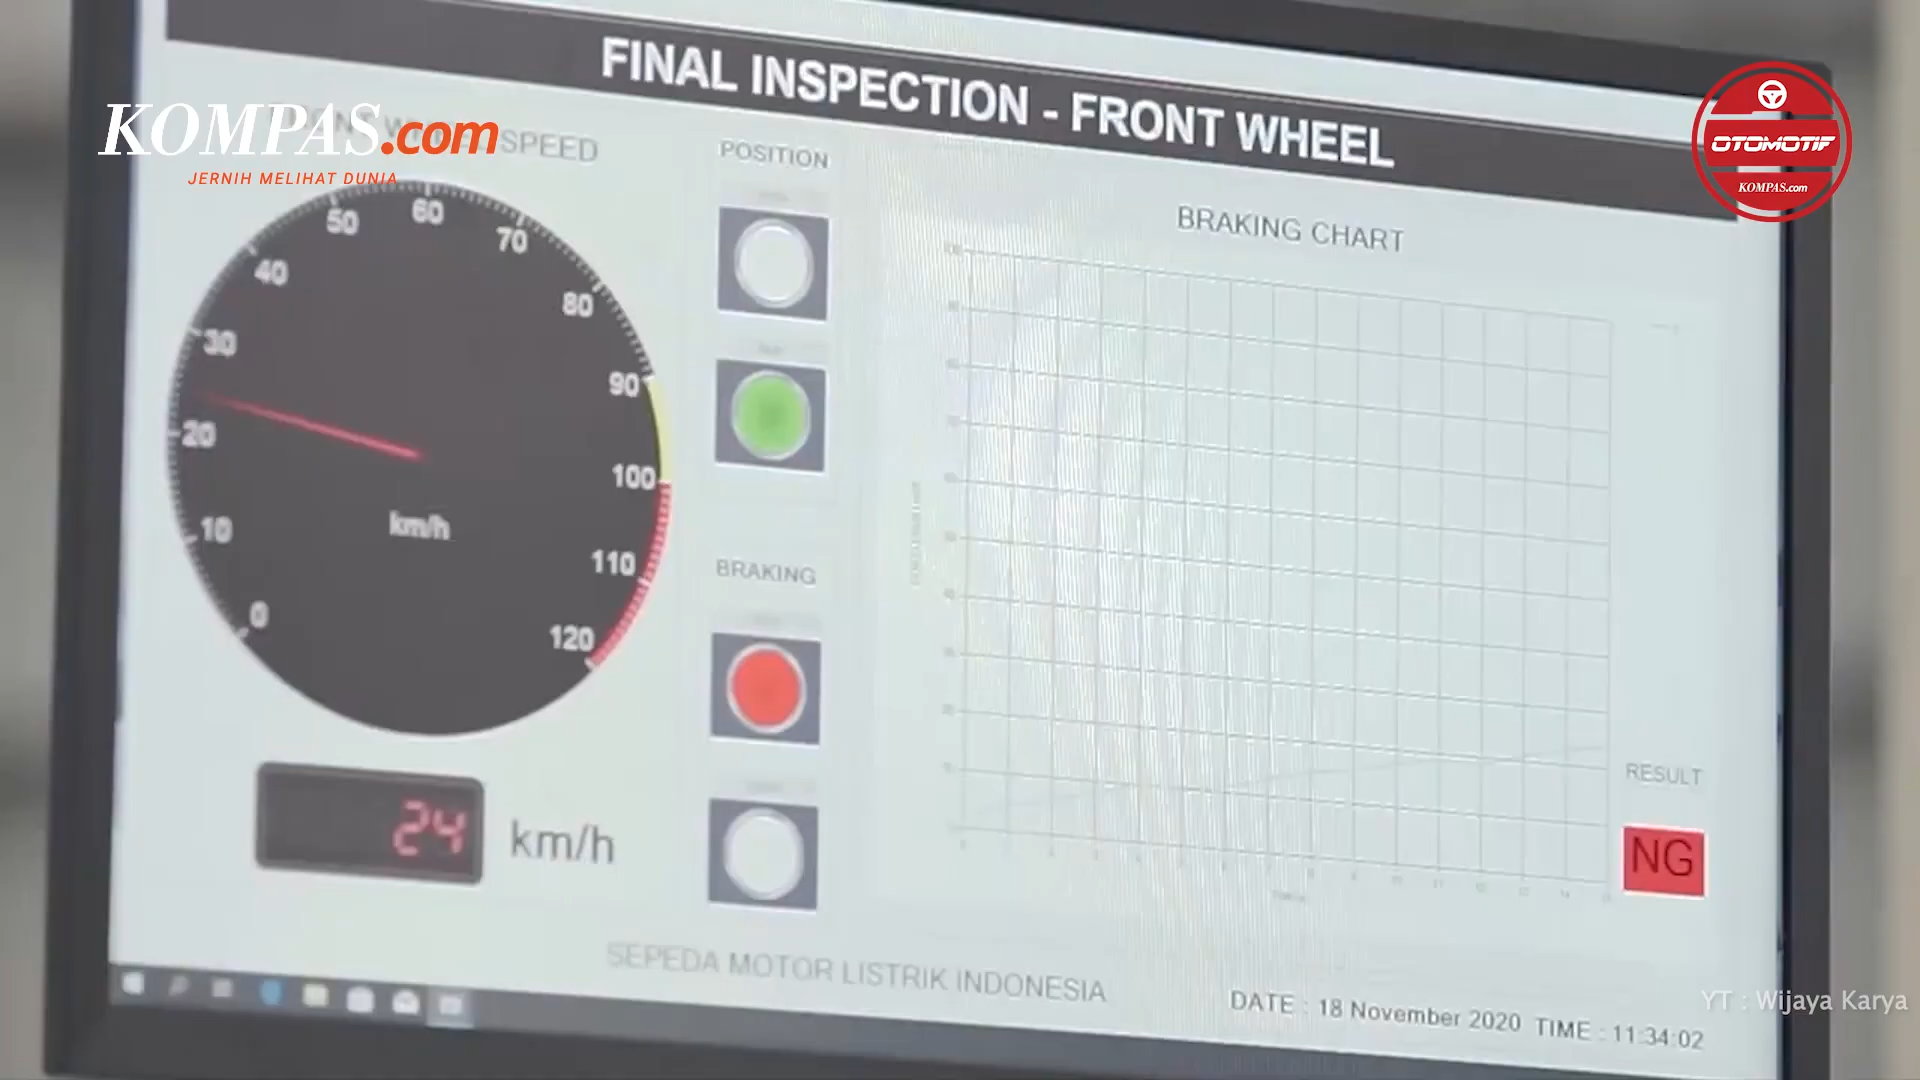 FINAL INSPECTION - FRONT WHEEL
KOMPAS.com
JERNIH MELIHAT DUNIA
SPEED
POSITION
BRAKING CHART
OTOMOTIF
KOMPAS.com
0
10
20
30
40
50
60
70
80
90
100
110
120
km/h
BRAKING
24 km/h
RESULT
NG
SEPEDA MOTOR LISTRIK INDONESIA
DATE : 18 November 2020 TIME : 11:34:02
YT : Wijaya Karya